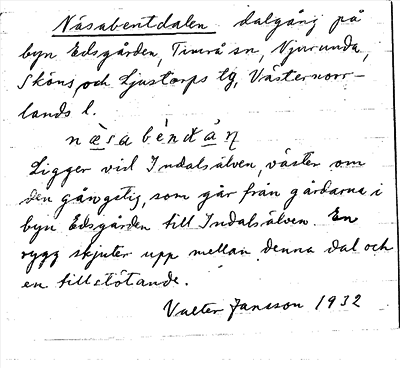 Näsabentdalen dalgång på
byn Edsgården, Timrå sn, Njurunda,
Sköns och Ljustorps tg, Västernorr-
lands l.
næsabèndtáṇ
Ligger vid Indalsälven, väster om
den gångstig, som går från gårdarna i
byn Edsgården till Indalsälven. En
rygg skjuter upp mellan denna dal och
en tillstötande.
Valter Jansson 1932